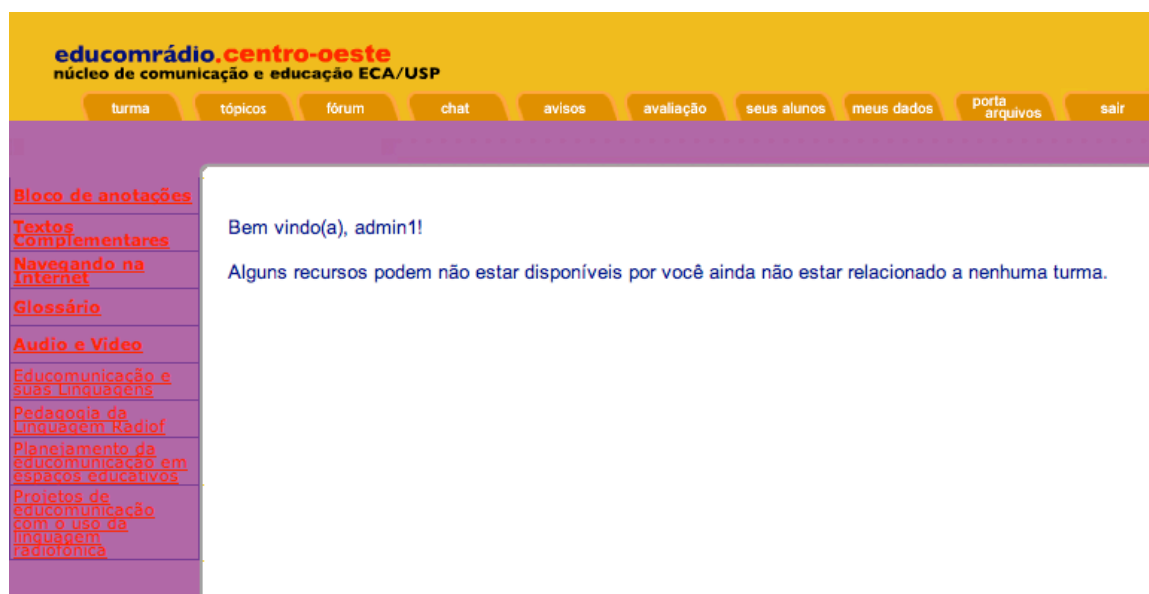 educomrádio.centro-oeste
núcleo de comunicação e educação ECA/USP
turma tópicos fórum chat avisos avaliação seus alunos meus dados porta arquivos sair
Bloco de anotações
Textos
Complementares
Navegando na
Internet
Glossário
Audio e Video
Educomunicação e
suas Linguagens
Pedagogia da
Linguagem Radiof
Planejamento da
educomunicação em
espaços educativos
Projetos de
educomunicação
com o uso da
linguagem
radiofônica
Bem vindo(a), admin1!
Alguns recursos podem não estar disponíveis por você ainda não estar relacionado a nenhuma turma.